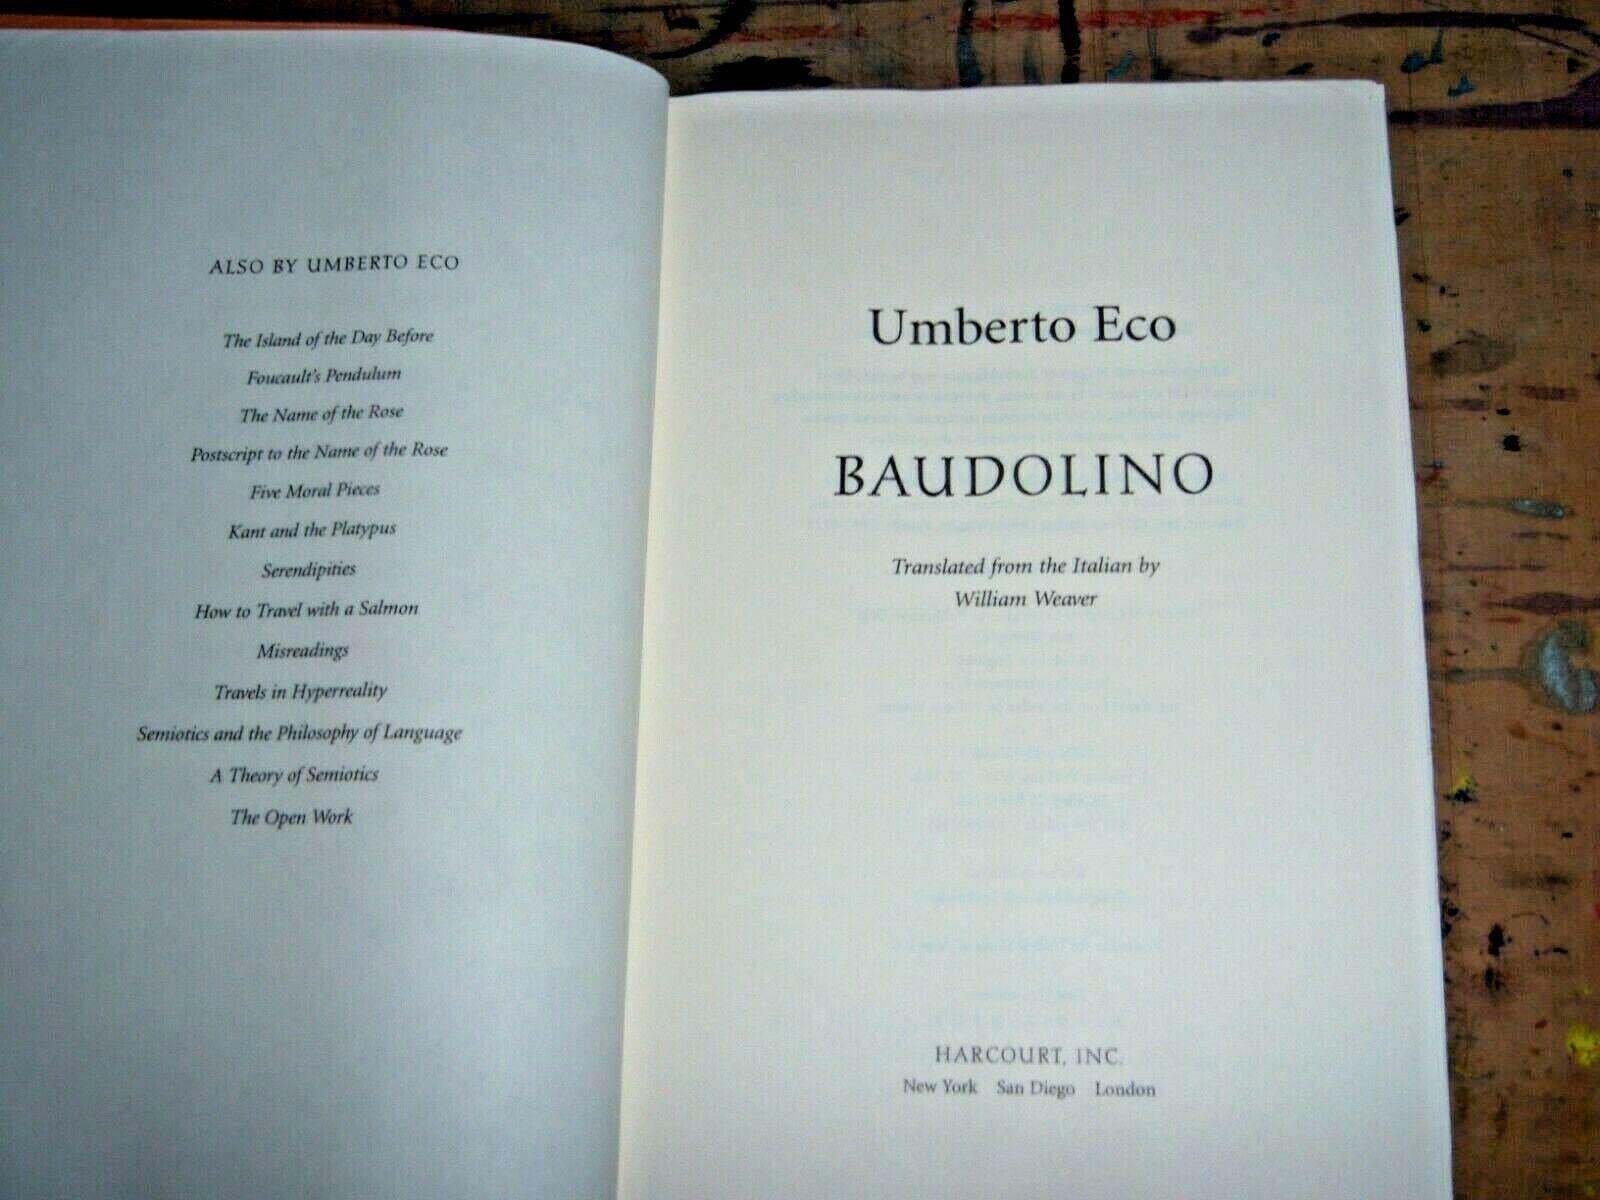 ALSO BY UMBERTO ECO
The Island of the Day Before
Foucault's Pendulum
The Name of the Rose
Postscript to the Name of the Rose
Five Moral Pieces
Kant and the Platypus
Serendipities
How to Travel with a Salmon
Misreadings
Travels in Hyperreality
Semiotics and the Philosophy of Language
A Theory of Semiotics
The Open Work
Umberto Eco
BAUDOLINO
Translated from the Italian by
William Weaver
HARCOURT, INC.
New York San Diego London